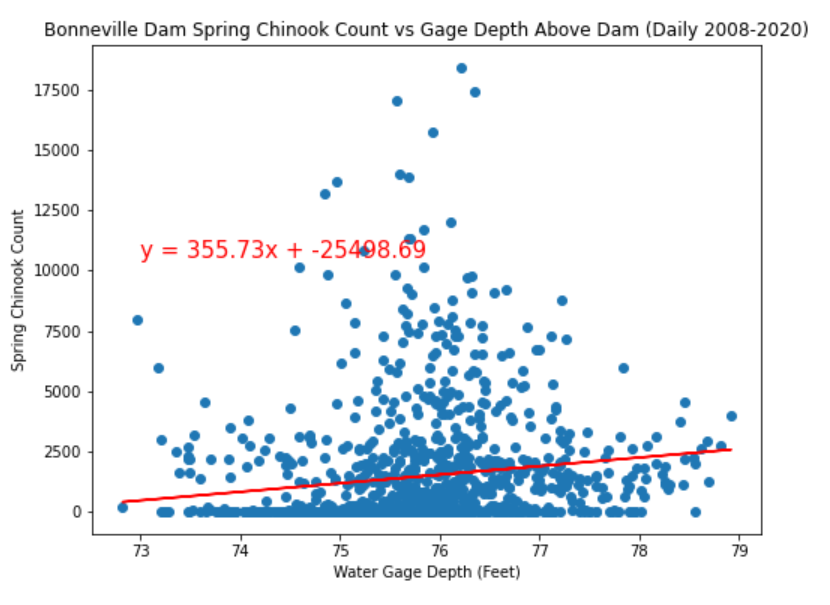 Bonneville Dam Spring Chinook Count vs Gage Depth Above Dam (Daily 2008-2020)
17500
15000
12500
y = 355.73x + -25498.69
10000
7500
5000
2500
0
Spring Chinook Count
73 74 75 76 77 78 79
Water Gage Depth (Feet)